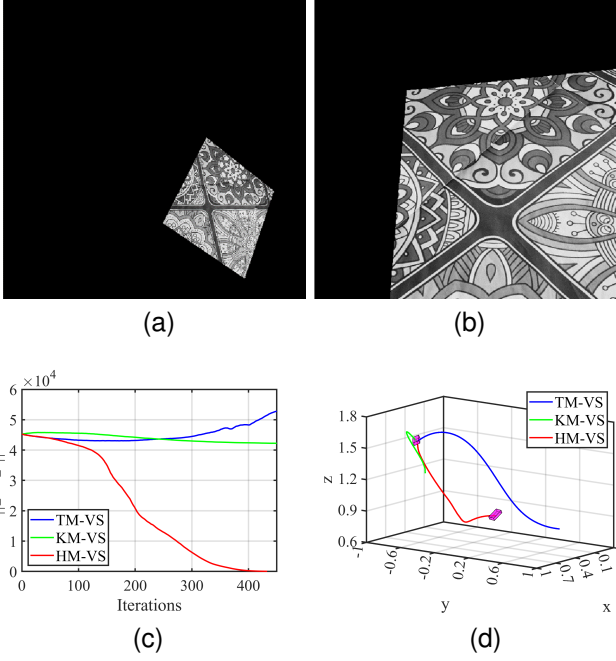 (a)
(b)
×10⁴
6
5
4
3
2
1
0
TM-VS
KM-VS
HM-VS
0 100 200 300 400
Iterations
(c)
TM-VS
KM-VS
HM-VS
1.8
1.5
1.2
0.9
0.6
z
-1 -0.6 -0.2 0.2 0.6 1
y
1 0.7 0.4 0.1
x
(d)